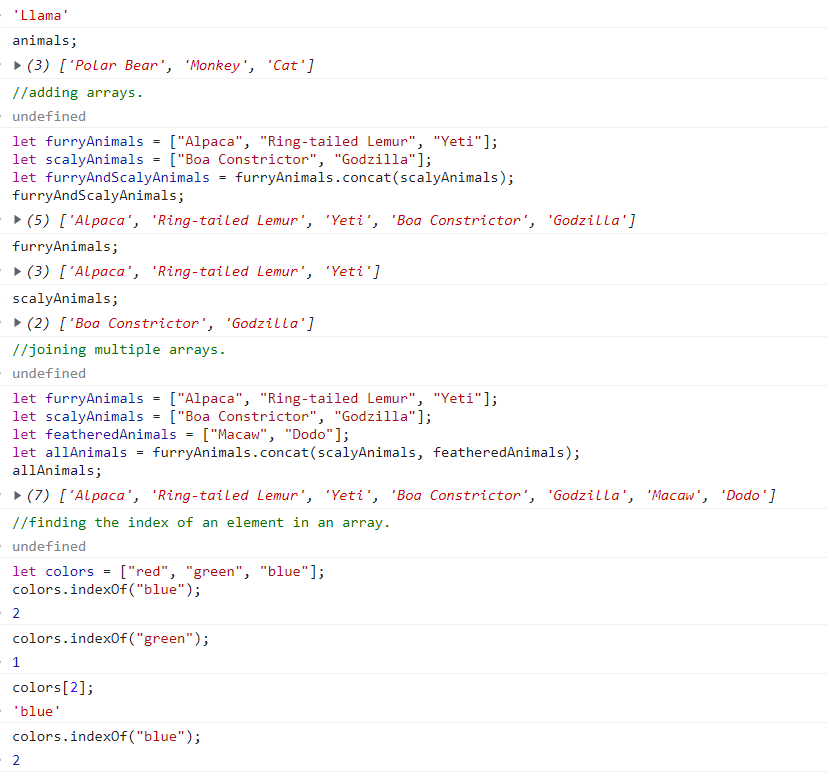 'Llama'
animals;
(3) ['Polar Bear', 'Monkey', 'Cat']
//adding arrays.
undefined
let furryAnimals = ["Alpaca", "Ring-tailed Lemur", "Yeti"];
let scalyAnimals = ["Boa Constrictor", "Godzilla"];
let furryAndScalyAnimals = furryAnimals.concat(scalyAnimals);
furryAndScalyAnimals;
(5) ['Alpaca', 'Ring-tailed Lemur', 'Yeti', 'Boa Constrictor', 'Godzilla']
furryAnimals;
(3) ['Alpaca', 'Ring-tailed Lemur', 'Yeti']
scalyAnimals;
(2) ['Boa Constrictor', 'Godzilla']
//joining multiple arrays.
undefined
let furryAnimals = ["Alpaca", "Ring-tailed Lemur", "Yeti"];
let scalyAnimals = ["Boa Constrictor", "Godzilla"];
let featheredAnimals = ["Macaw", "Dodo"];
let allAnimals = furryAnimals.concat(scalyAnimals, featheredAnimals);
allAnimals;
(7) ['Alpaca', 'Ring-tailed Lemur', 'Yeti', 'Boa Constrictor', 'Godzilla', 'Macaw', 'Dodo']
//finding the index of an element in an array.
undefined
let colors = ["red", "green", "blue"];
colors.indexOf("blue");
2
colors.indexOf("green");
1
colors[2];
'blue'
colors.indexOf("blue");
2